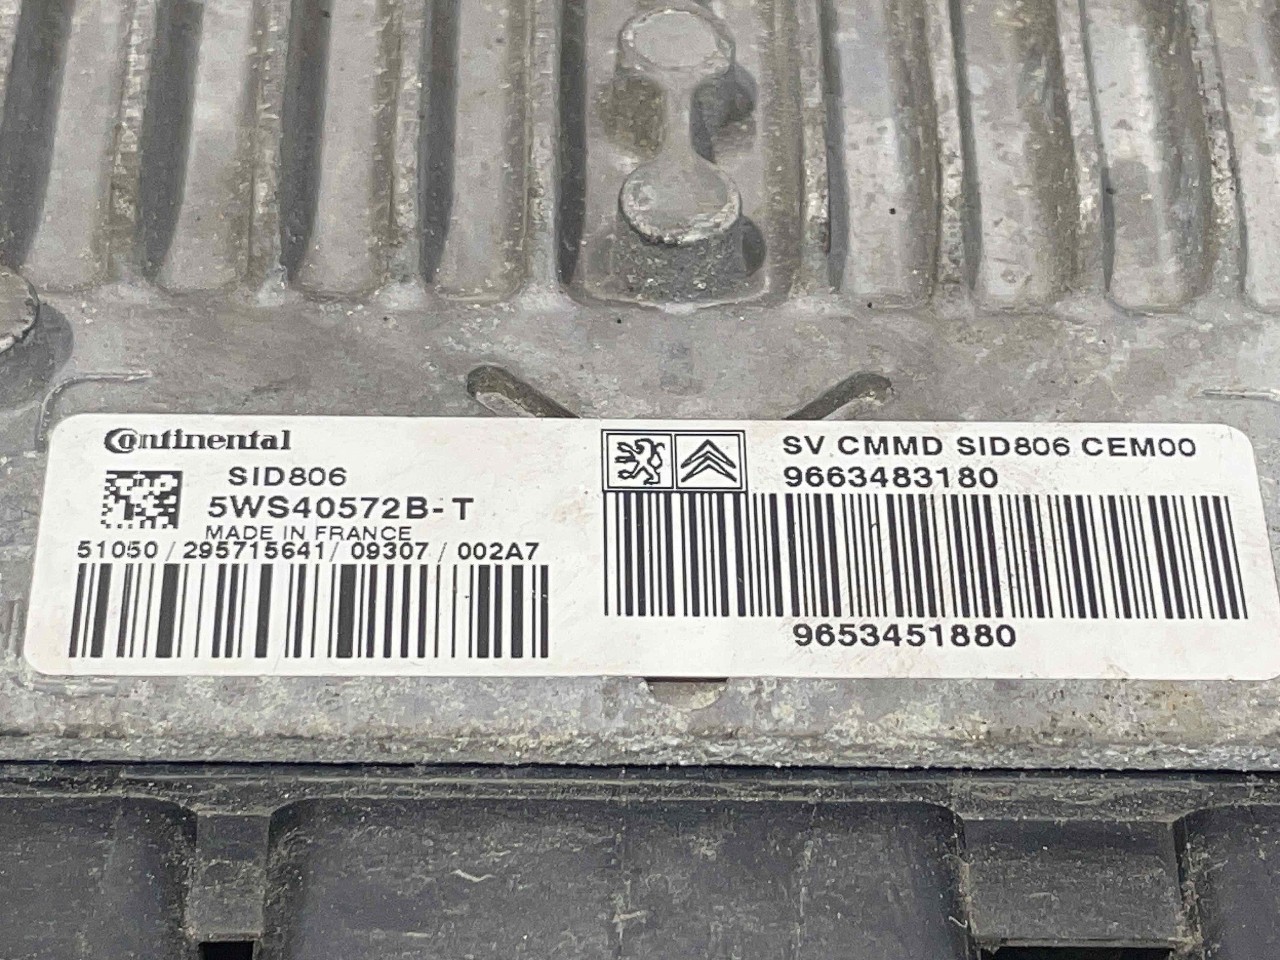 Continental
SID806
5WS40572B-T
MADE IN FRANCE
51050 / 295715641 / 09307 / 002A7
SV CMMD SID806 CEM00
9663483180
9653451880